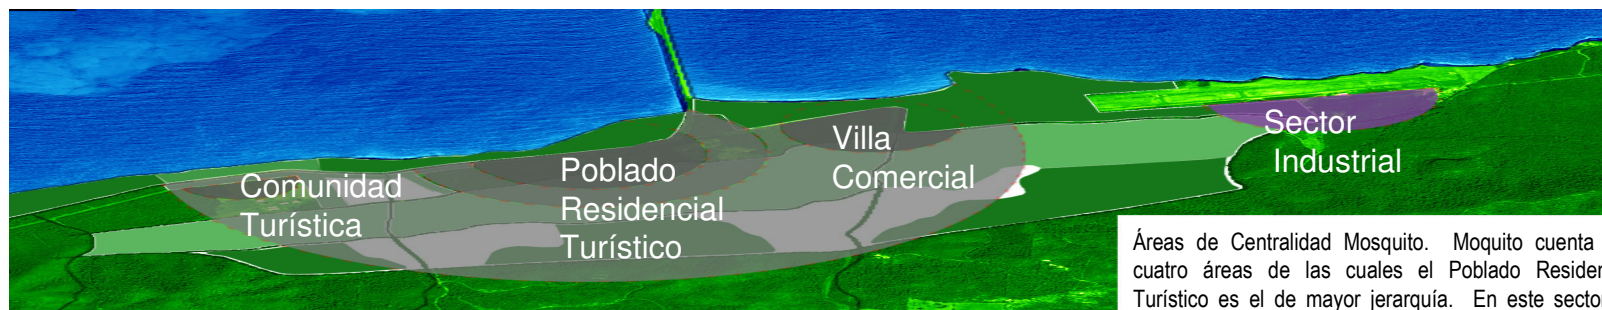 Comunidad
Turística
Poblado
Residencial
Turístico
Villa
Comercial
Sector
Industrial
Áreas de Centralidad Mosquito. Moquito cuenta
cuatro áreas de las cuales el Poblado
Turístico es el de mayor jerarquía. En este